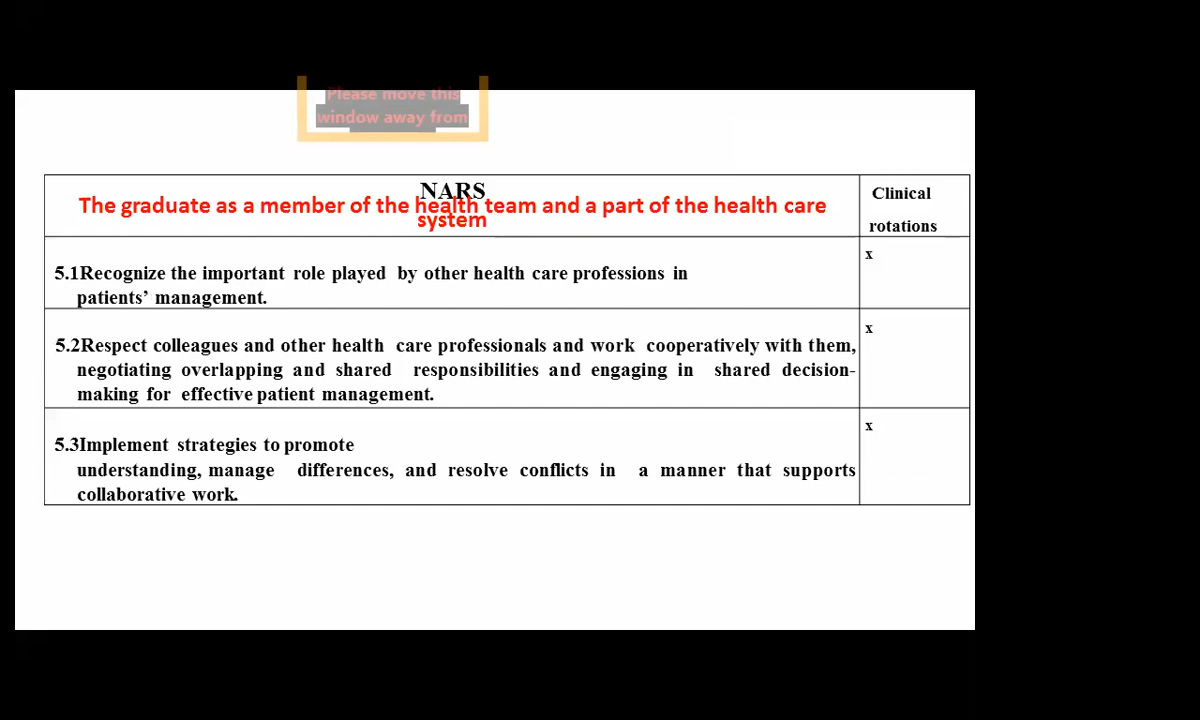 Please move this
window away from
NARS
The graduate as a member of the health team and a part of the health care
system
Clinical
rotations
5.1Recognize the important role played by other health care professions in
patients’ management.
x
5.2Respect colleagues and other health care professionals and work cooperatively with them,
negotiating overlapping and shared responsibilities and engaging in shared decision-
making for effective patient management.
x
5.3Implement strategies to promote
understanding, manage differences, and resolve conflicts in a manner that supports
collaborative work.
x